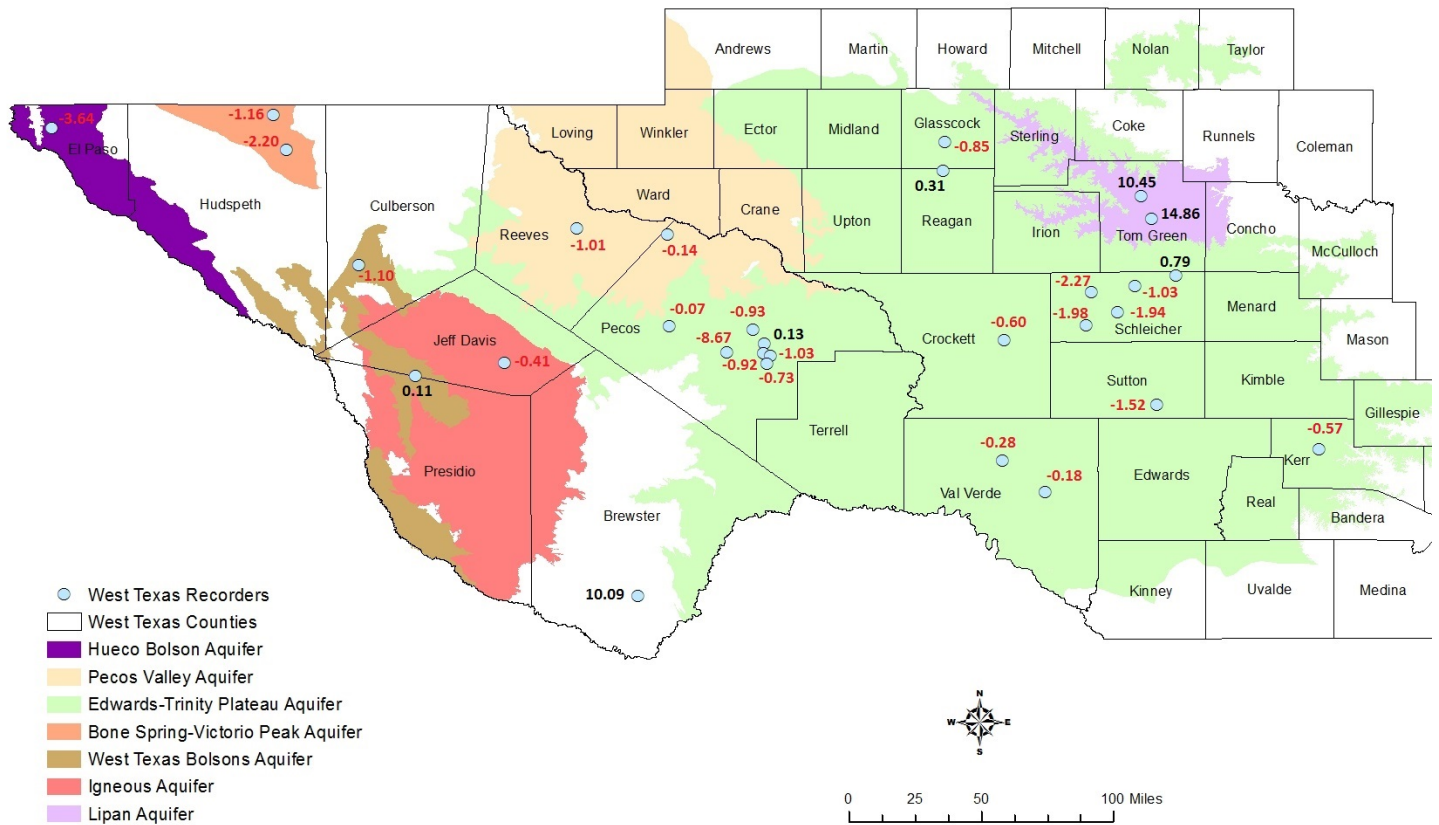 Andrews
Martin
Howard
Mitchell
Nolan
Taylor
-3.64
El Paso
-1.16
-2.20
Hudspeth
Culberson
Loving
Winkler
Ector
Midland
Glasscock
-0.85
Sterling
Coke
Runnels
Coleman
0.31
10.45
14.86
Tom Green
Ward
Crane
Upton
Reagan
Irion
Concho
McCulloch
Reeves
-1.01
-0.14
-1.10
0.79
-2.27
-1.03
-1.98
-1.94
Schleicher
Menard
Mason
Pecos
-0.07
-0.93
0.13
-8.67
-1.03
-0.92
-0.73
Crockett
-0.60
Jeff Davis
-0.41
0.11
Sutton
-1.52
Kimble
Gillespie
Terrell
-0.28
-0.18
Val Verde
Edwards
-0.57
Kerr
Real
Bandera
Presidio
Brewster
10.09
Kinney
Uvalde
Medina
West Texas Recorders
West Texas Counties
Hueco Bolson Aquifer
Pecos Valley Aquifer
Edwards-Trinity Plateau Aquifer
Bone Spring-Victorio Peak Aquifer
West Texas Bolsons Aquifer
Igneous Aquifer
Lipan Aquifer
N
W
E
S
0 25 50 100 Miles